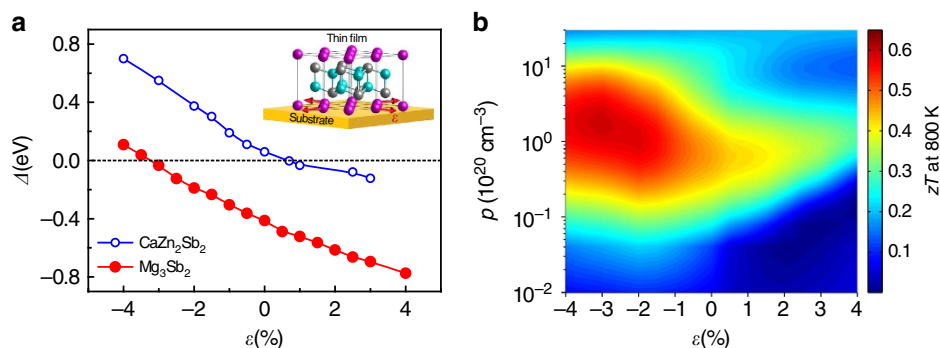 a
0.8
0.4
0.0
−0.4
−0.8
Δ(eV)
−4 −2 0 2 4
ε(%)
CaZn2Sb2
Mg3Sb2
Thin film
Substrate
ε
b
10^1
10^0
10^−1
10^−2
p (10^20 cm^−3)
−4 −3 −2 −1 0 1 2 3 4
ε(%)
0.6
0.5
0.4
0.3
0.2
0.1
zT at 800 K